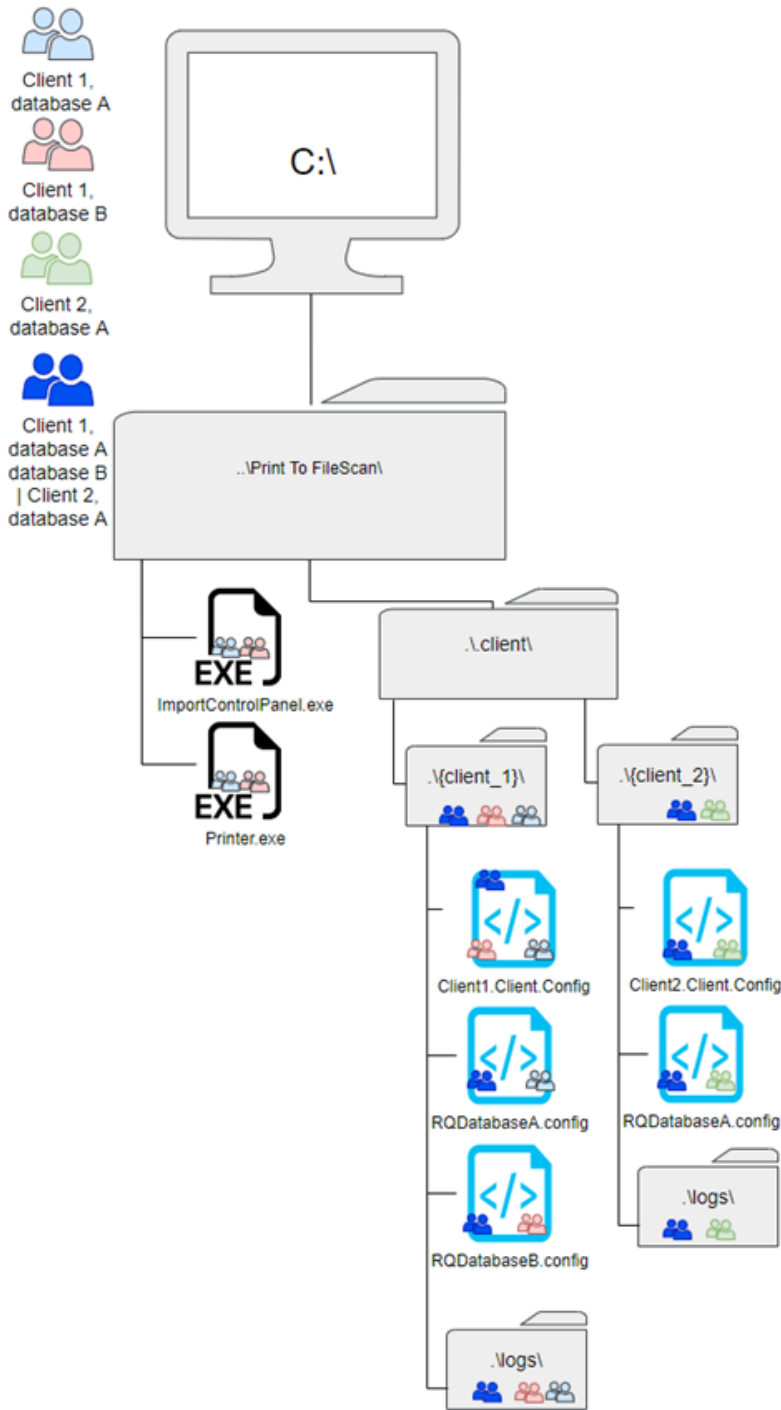 Client 1,
database A
Client 1,
database B
Client 2,
database A
Client 1,
database A
database B
| Client 2,
database A
C:\
..\Print To FileScan\
EXE
ImportControlPanel.exe
EXE
Printer.exe
.\.client\
.\{client_1}\
.\{client_2}\
</>
Client1.Client.Config
</>
Client2.Client.Config
</>
RQDatabaseA.config
</>
RQDatabaseA.config
</>
RQDatabaseB.config
.\logs\
.\logs\